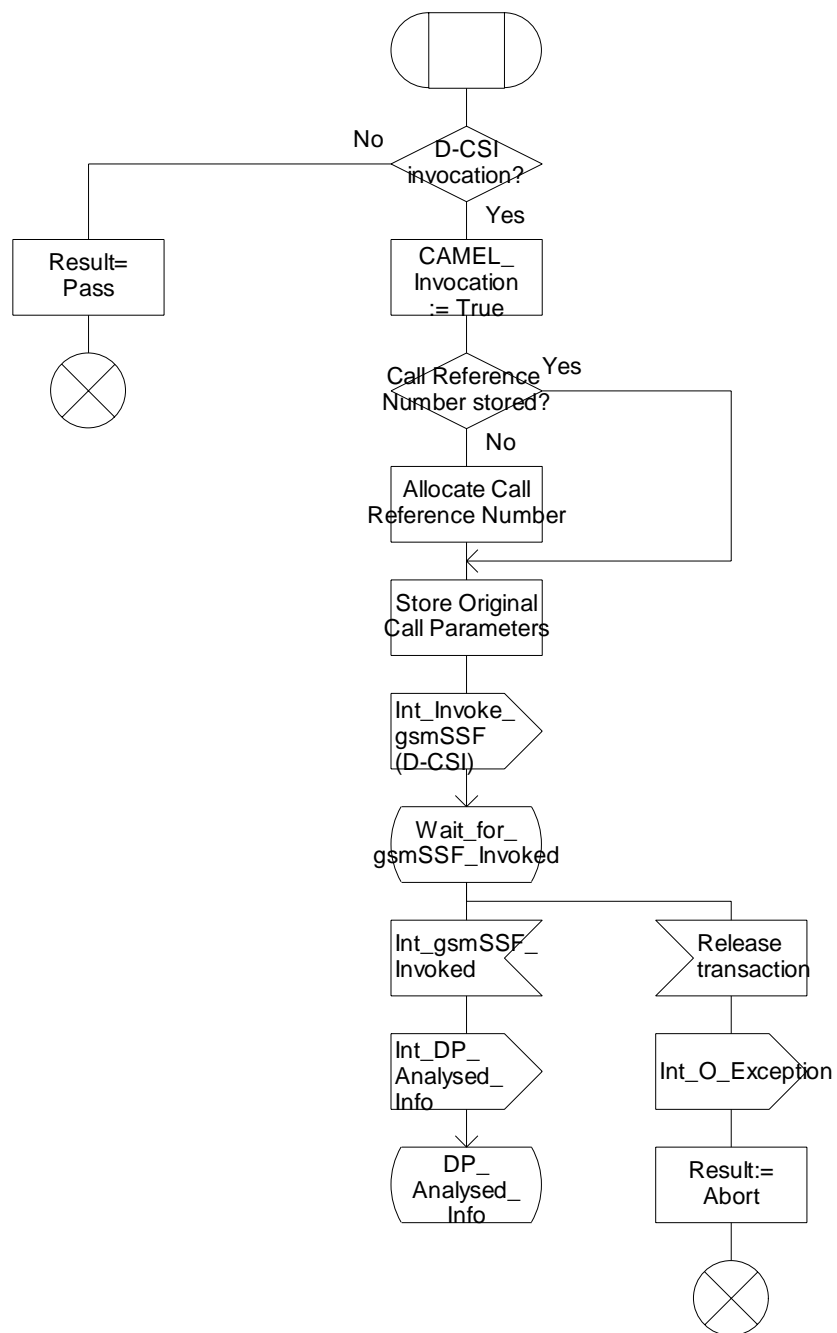 No
D-CSI
invocation?
Yes
Result=
Pass
CAMEL_
Invocation
:= True
Call Reference
Number stored?
Yes
No
Allocate Call
Reference Number
Store Original
Call Parameters
Int_Invoke_
gsmSSF
(D-CSI)
Wait_for_
gsmSSF_Invoked
Int_gsmSSF_
Invoked
Release
transaction
Int_DP_
Analysed_
Info
Int_O_Exception
DP_
Analysed_
Info
Result:=
Abort